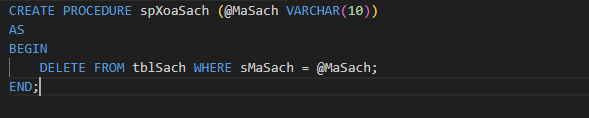 CREATE PROCEDURE spXoaSach (@MaSach VARCHAR(10))
AS
BEGIN
    DELETE FROM tblSach WHERE sMaSach = @MaSach;
END;